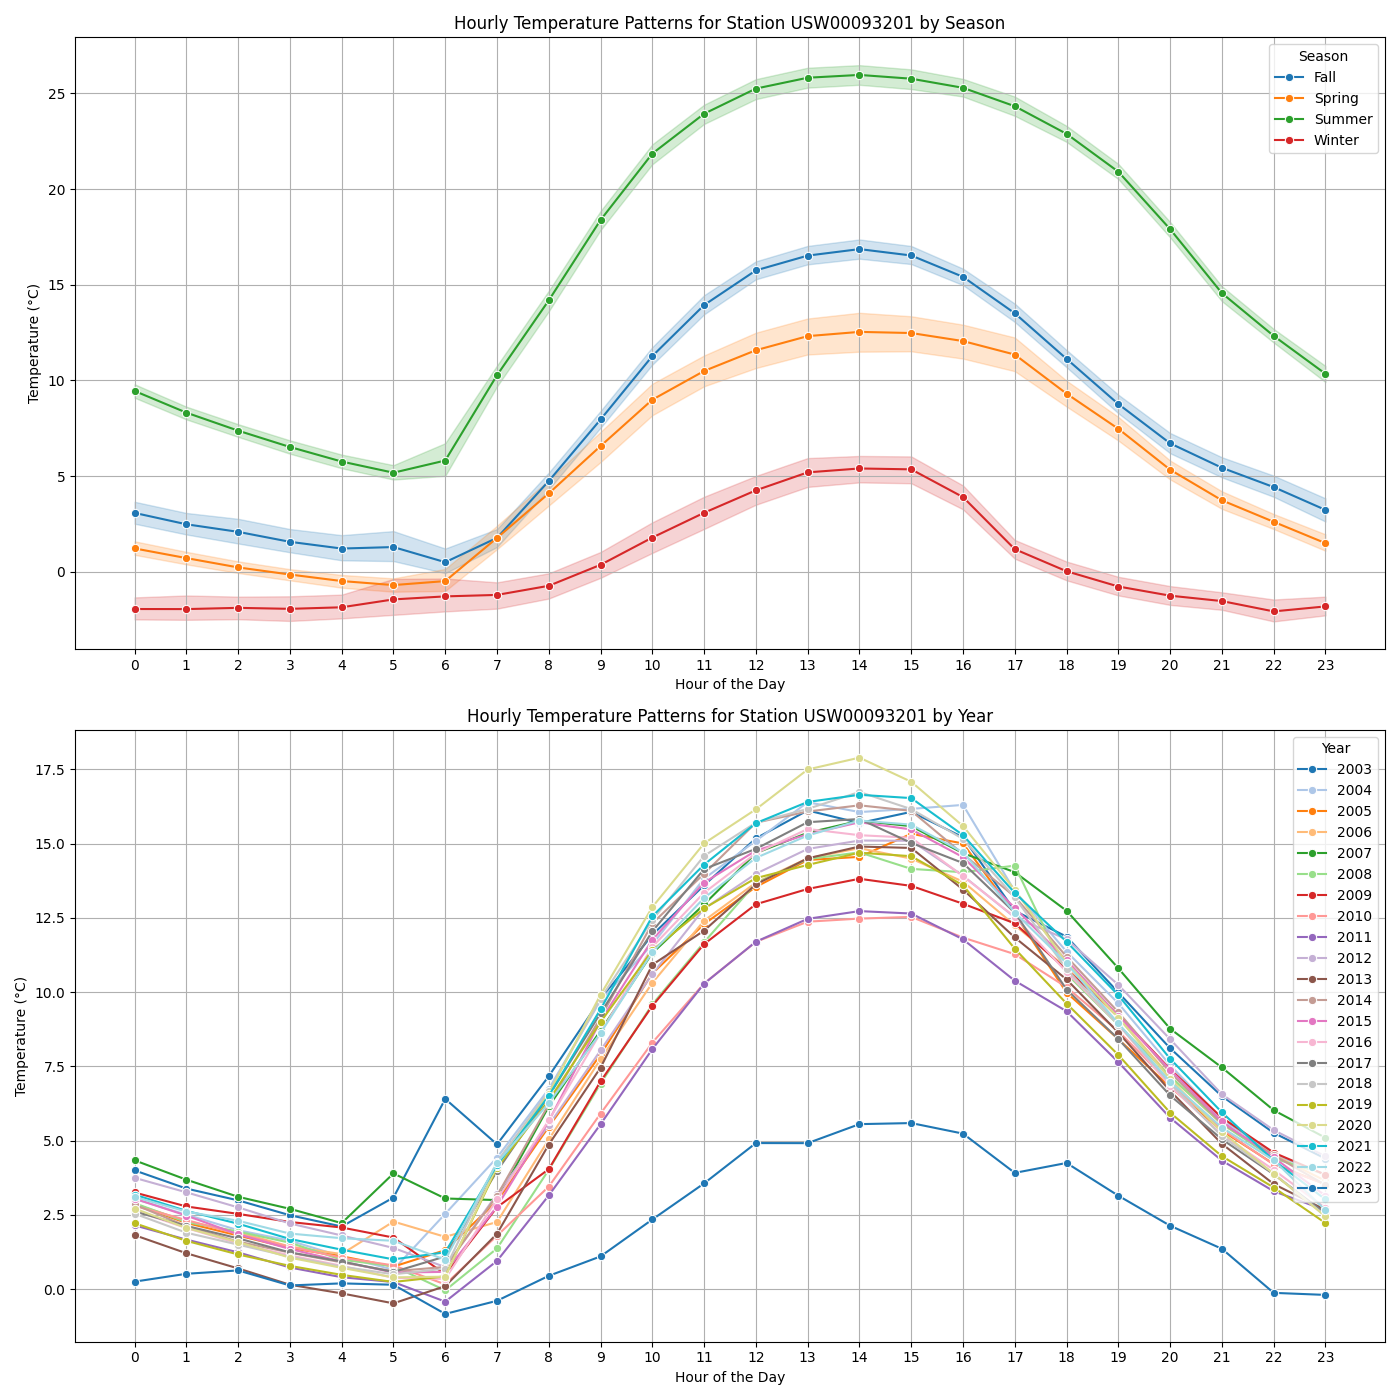 Hourly Temperature Patterns for Station USW00093201 by Season
Season
Fall
Spring
Summer
Winter
Temperature (°C)
25
20
15
10
5
0
0 1 2 3 4 5 6 7 8 9 10 11 12 13 14 15 16 17 18 19 20 21 22 23
Hour of the Day
Hourly Temperature Patterns for Station USW00093201 by Year
Year
2003
2004
2005
2006
2007
2008
2009
2010
2011
2012
2013
2014
2015
2016
2017
2018
2019
2020
2021
2022
2023
Temperature (°C)
17.5
15.0
12.5
10.0
7.5
5.0
2.5
0.0
0 1 2 3 4 5 6 7 8 9 10 11 12 13 14 15 16 17 18 19 20 21 22 23
Hour of the Day